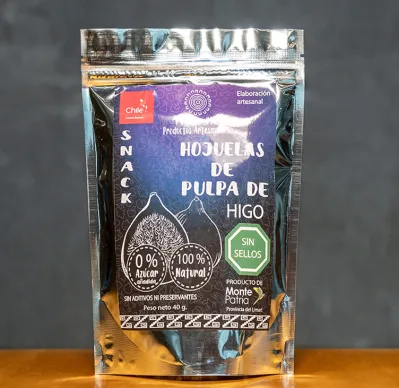 Chile
Elaboración
artesanal
SNACK
HOJUELAS
DE
PULPA DE
HIGO
0 %
Azúcar
100 %
Natural
SIN
SELLOS
SIN ADITIVOS NI PRESERVANTES
Peso neto 40 g.
PRODUCTO DE
Monte
Patria
Provincia del Limarí